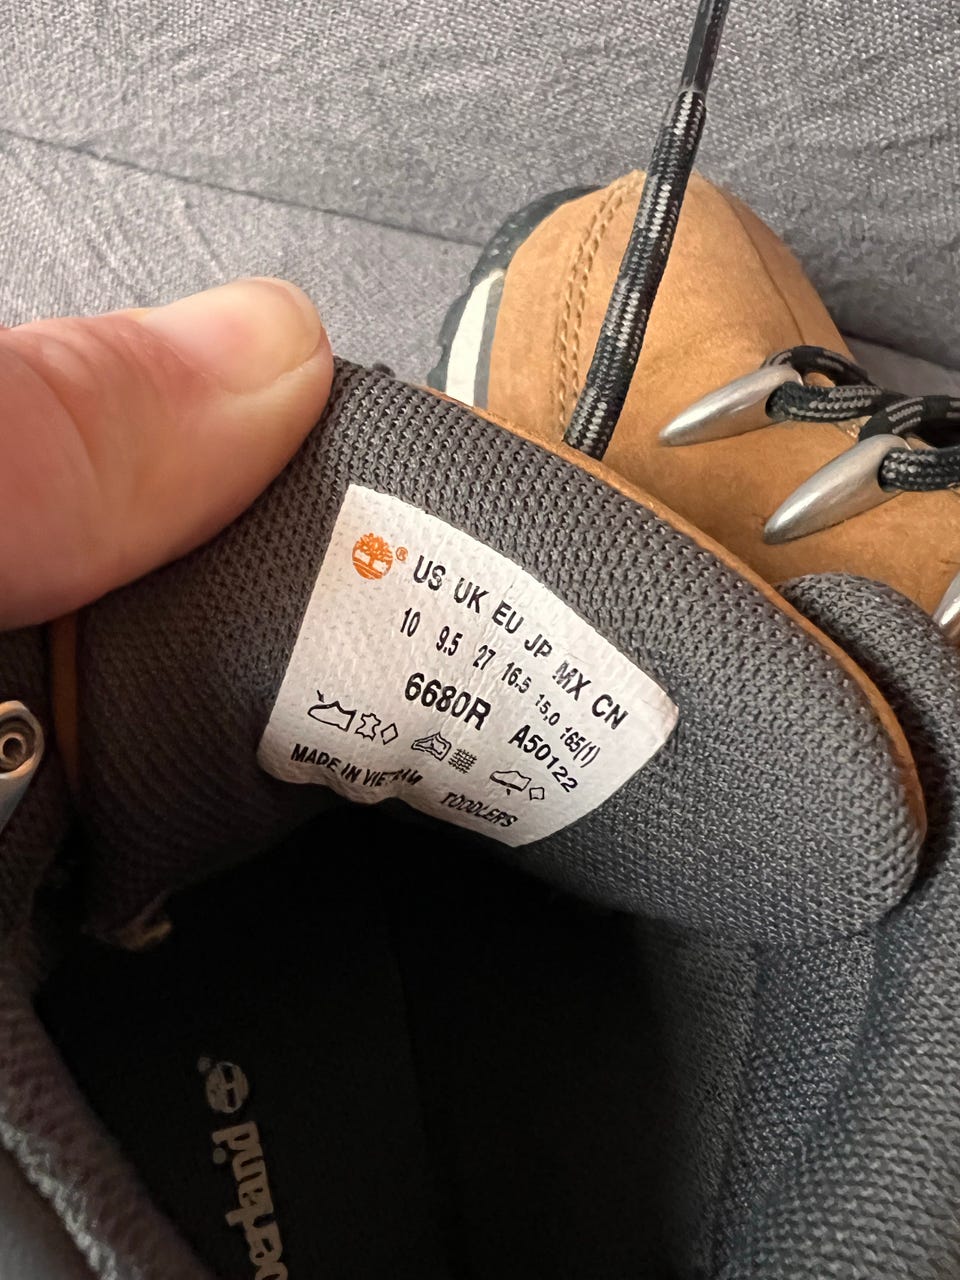 ® US UK EU JP MX CN
10 9.5 27 16.5 15,0 165(1)
6680R A50122
MADE IN VIETNAM TODDLERS